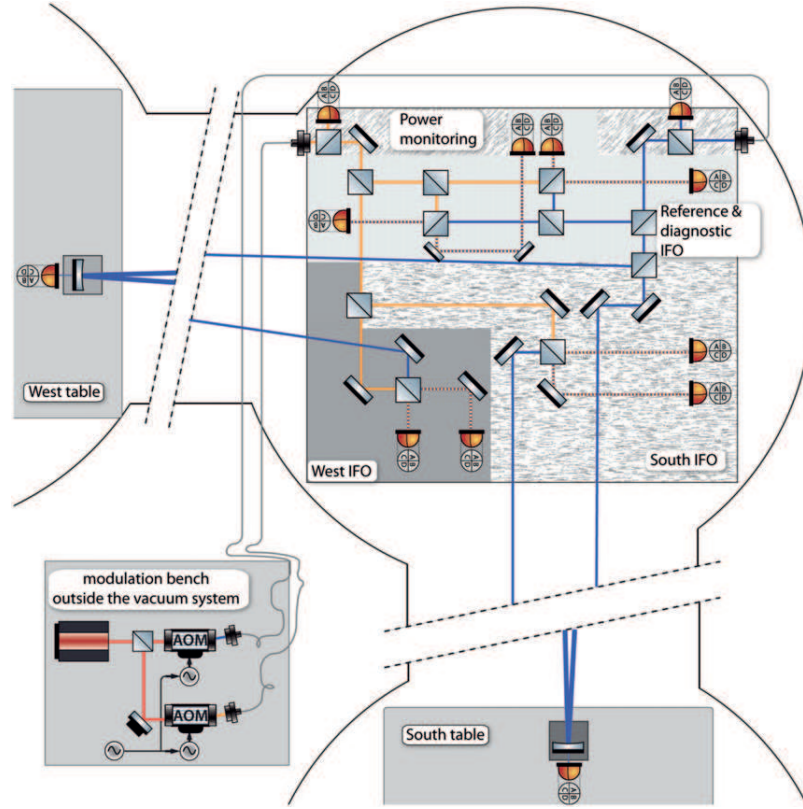 A B
C D
A B
C D
A B
C D
A B
C D
Power
monitoring
A B
C D
A B
C D
Reference &
diagnostic
IFO
A B
C D
A B
C D
West table
A B
C D
A B
C D
A B
C D
West IFO
South IFO
modulation bench
outside the vacuum system
AOM
AOM
South table
A B
C D